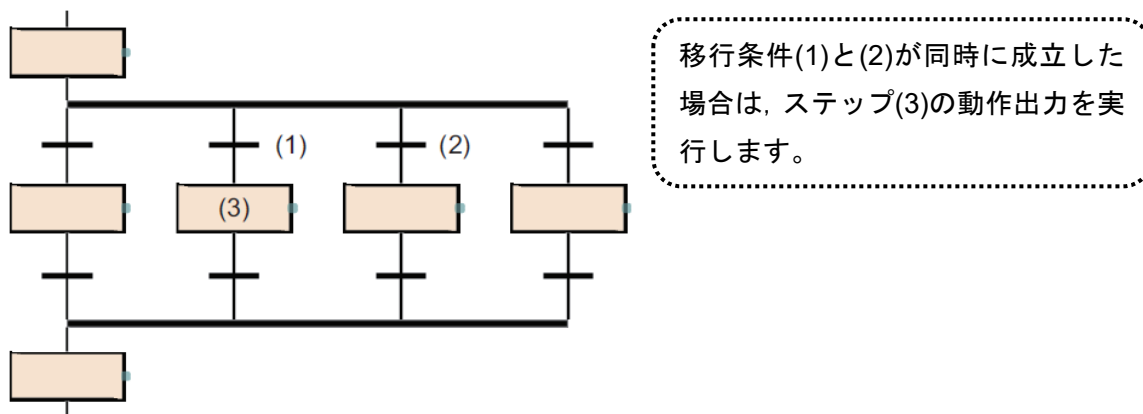 移行条件(1)と(2)が同時に成立した
場合は, ステップ(3)の動作出力を実
行します。
(1)
(2)
(3)